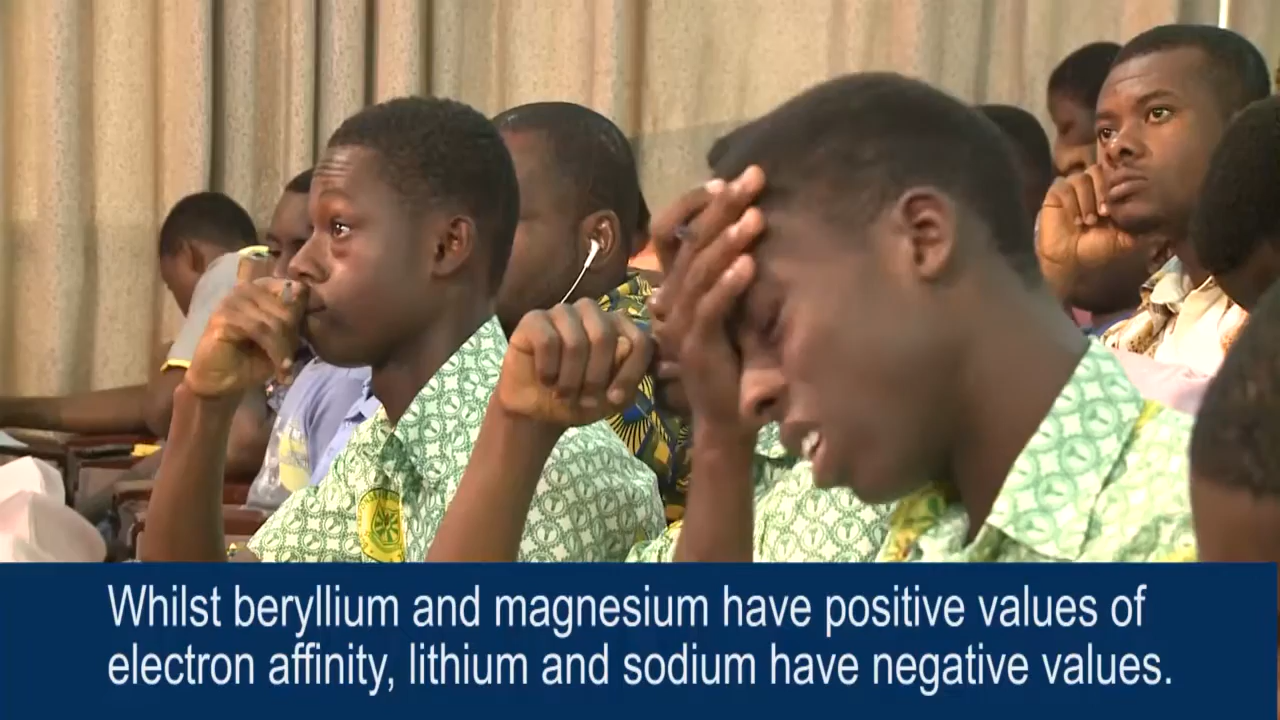 Whilst beryllium and magnesium have positive values of
electron affinity, lithium and sodium have negative values.